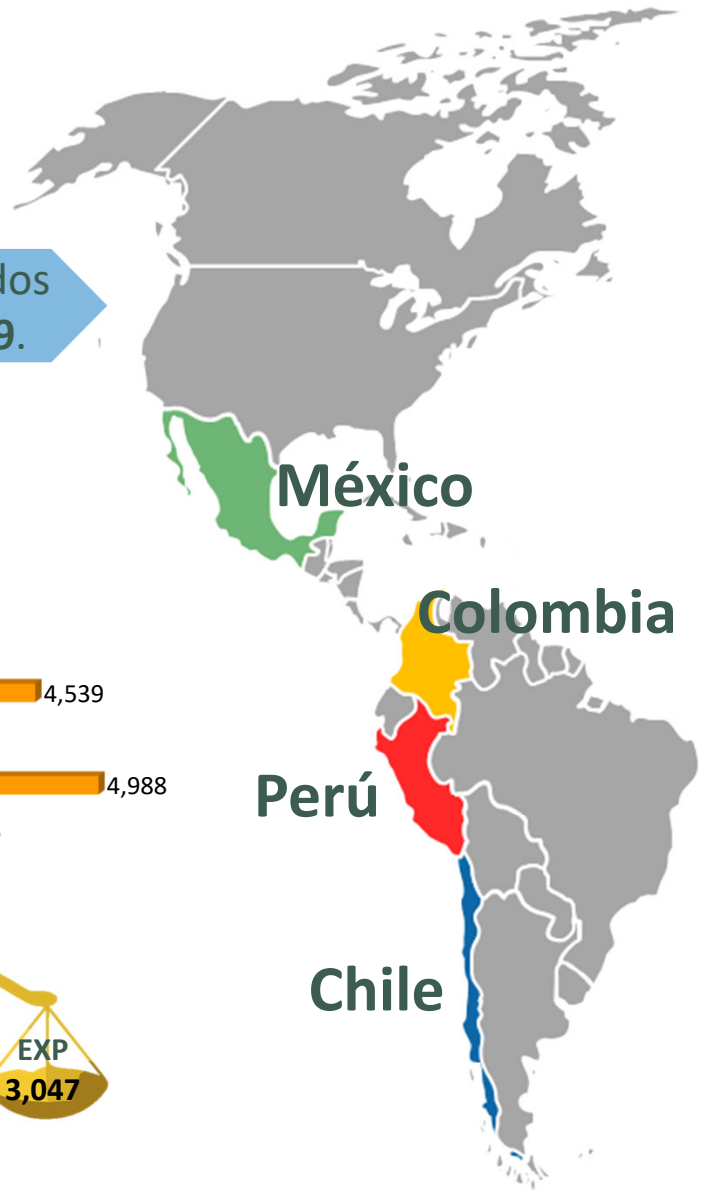 dos
9.
México
Colombia
4,539
4,988
Perú
Chile
EXP
3,047